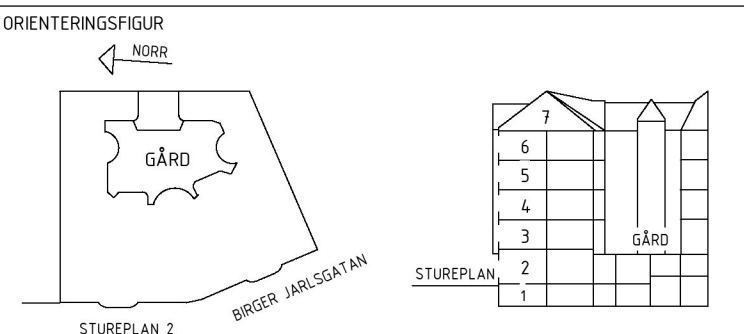 ORIENTERINGSFIGUR
NORR
GÅRD
BIRGER JARLSGATAN
STUREPLAN 2
7
6
5
4
3
GÅRD
STUREPLAN
2
1